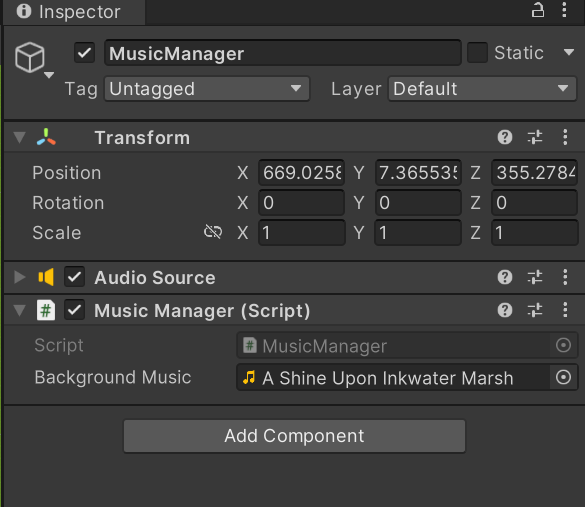 Inspector
MusicManager Static
Tag Untagged Layer Default
Transform
Position X 669.0258 Y 7.365535 Z 355.2784
Rotation X 0 Y 0 Z 0
Scale X 1 Y 1 Z 1
Audio Source
# Music Manager (Script)
Script # MusicManager
Background Music A Shine Upon Inkwater Marsh
Add Component